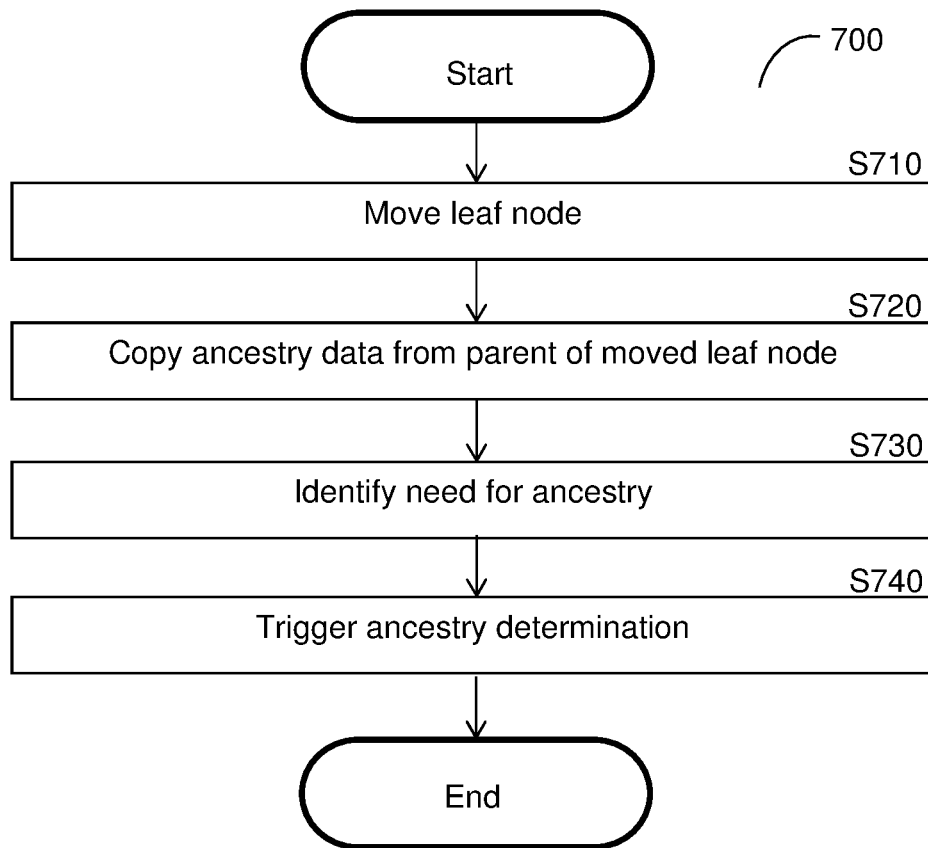 Start
700
S710
Move leaf node
S720
Copy ancestry data from parent of moved leaf node
S730
Identify need for ancestry
S740
Trigger ancestry determination
End